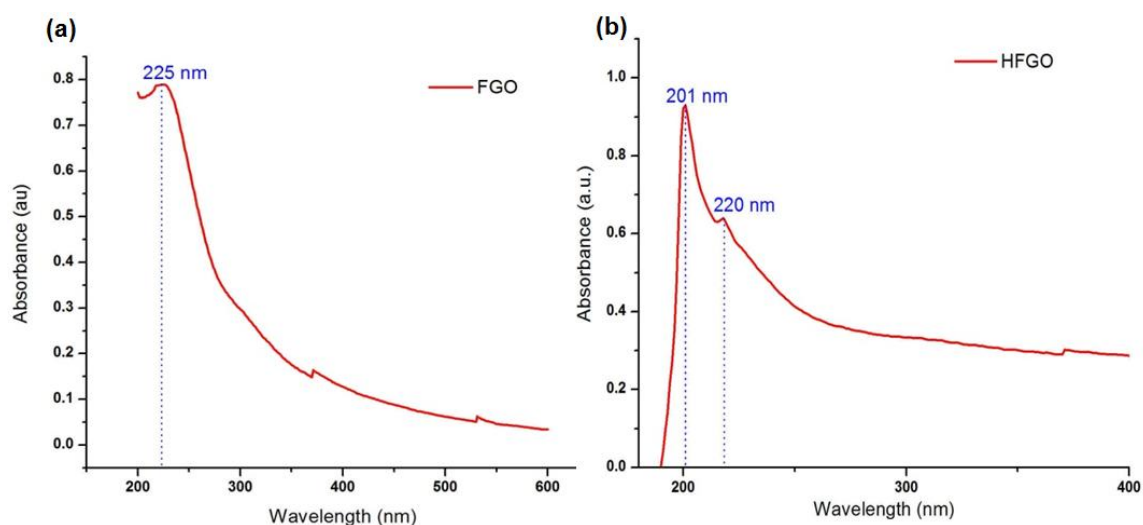 (a)
225 nm
FGO
0.8
0.7
0.6
0.5
0.4
0.3
0.2
0.1
0.0
Absorbance (au)
200 300 400 500 600
Wavelength (nm)
(b)
201 nm
220 nm
HFGO
1.0
0.8
0.6
0.4
0.2
0.0
Absorbance (a.u.)
200 300 400
Wavelength (nm)